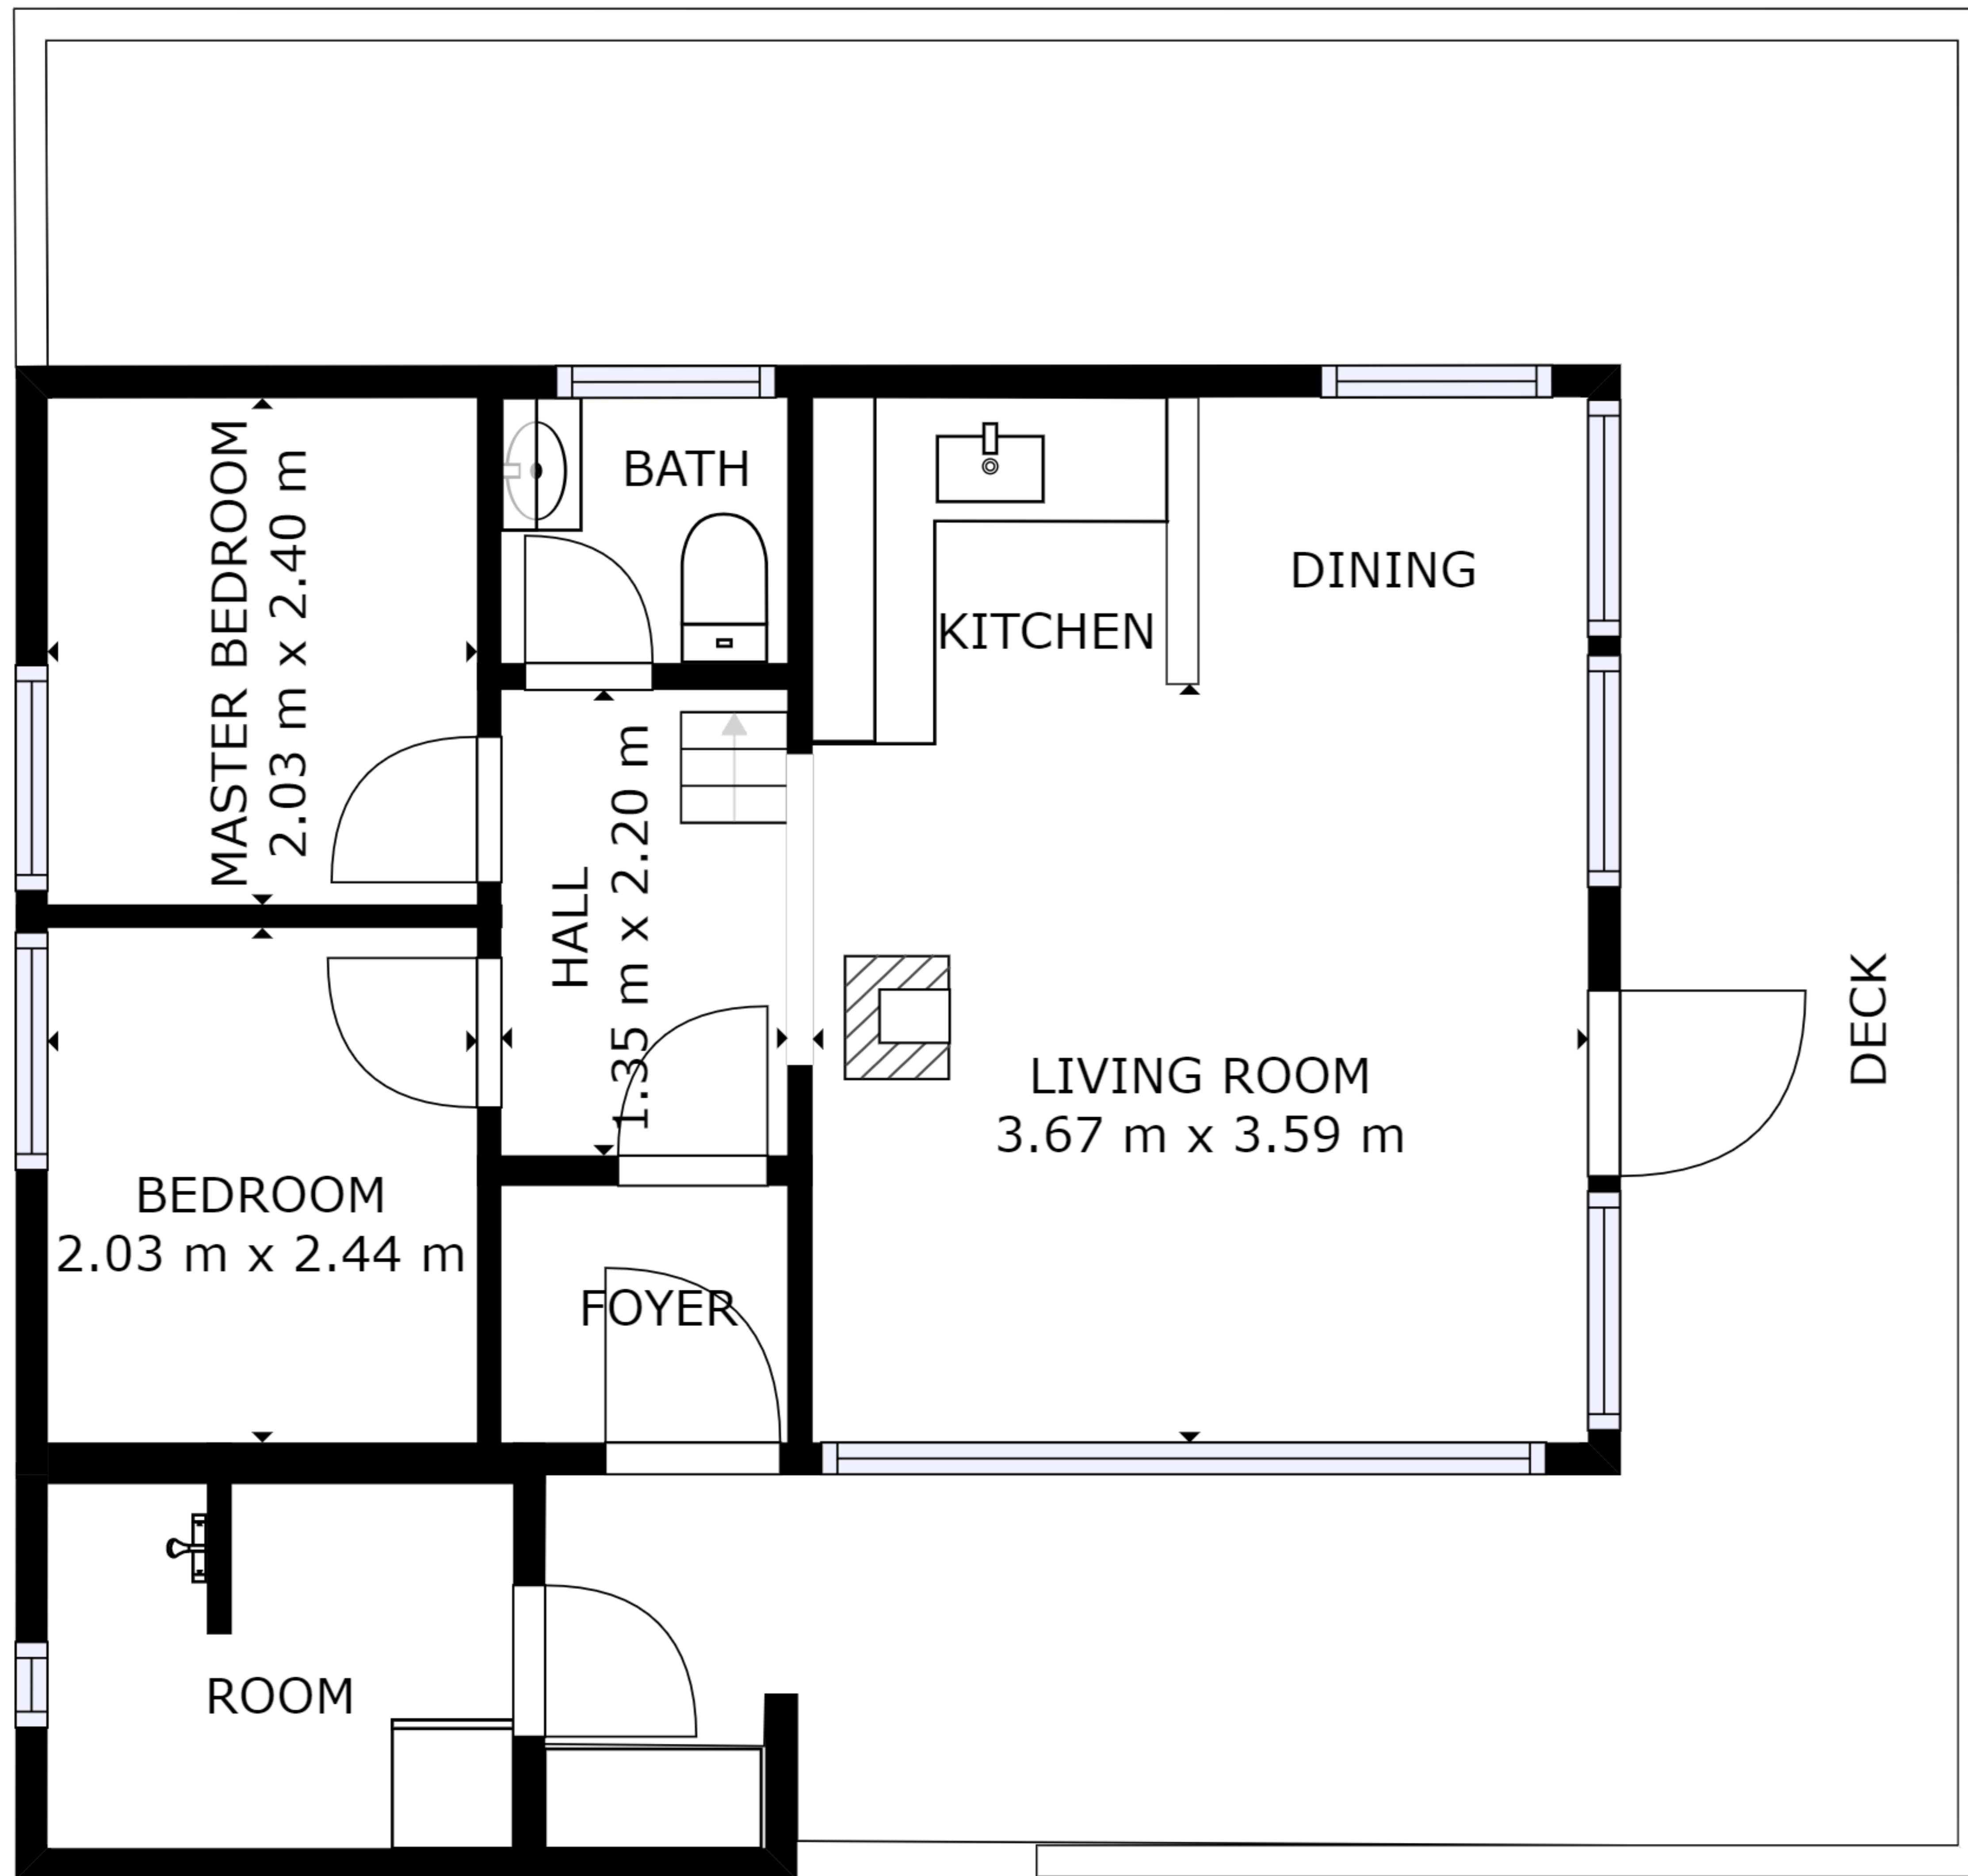 MASTER BEDROOM
2.03 m x 2.40 m
BATH
KITCHEN
DINING
HALL
1.35 m x 2.20 m
LIVING ROOM
3.67 m x 3.59 m
DECK
BEDROOM
2.03 m x 2.44 m
FOYER
ROOM